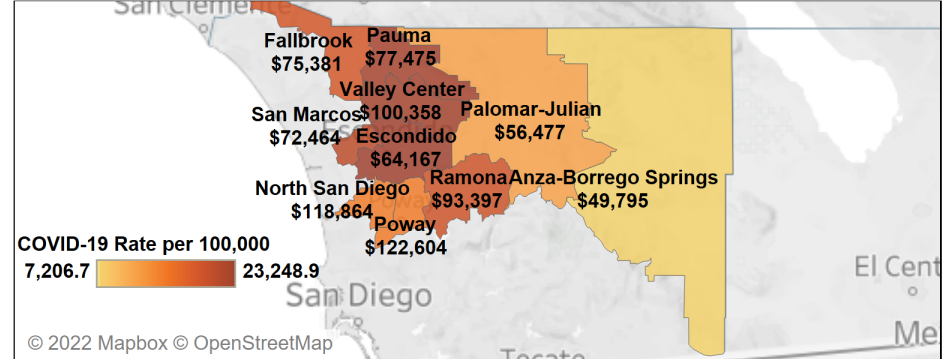 San Clemente
Fallbrook
$75,381
Pauma
$77,475
Valley Center
$100,358
San Marcos
$72,464
Palomar-Julian
$56,477
Escondido
$64,167
North San Diego
$118,864
Ramona
$93,397
Anza-Borrego Springs
$49,795
Poway
$122,604
COVID-19 Rate per 100,000
7,206.7
23,248.9
San Diego
El Cent
Me
Tecate
© 2022 Mapbox © OpenStreetMap